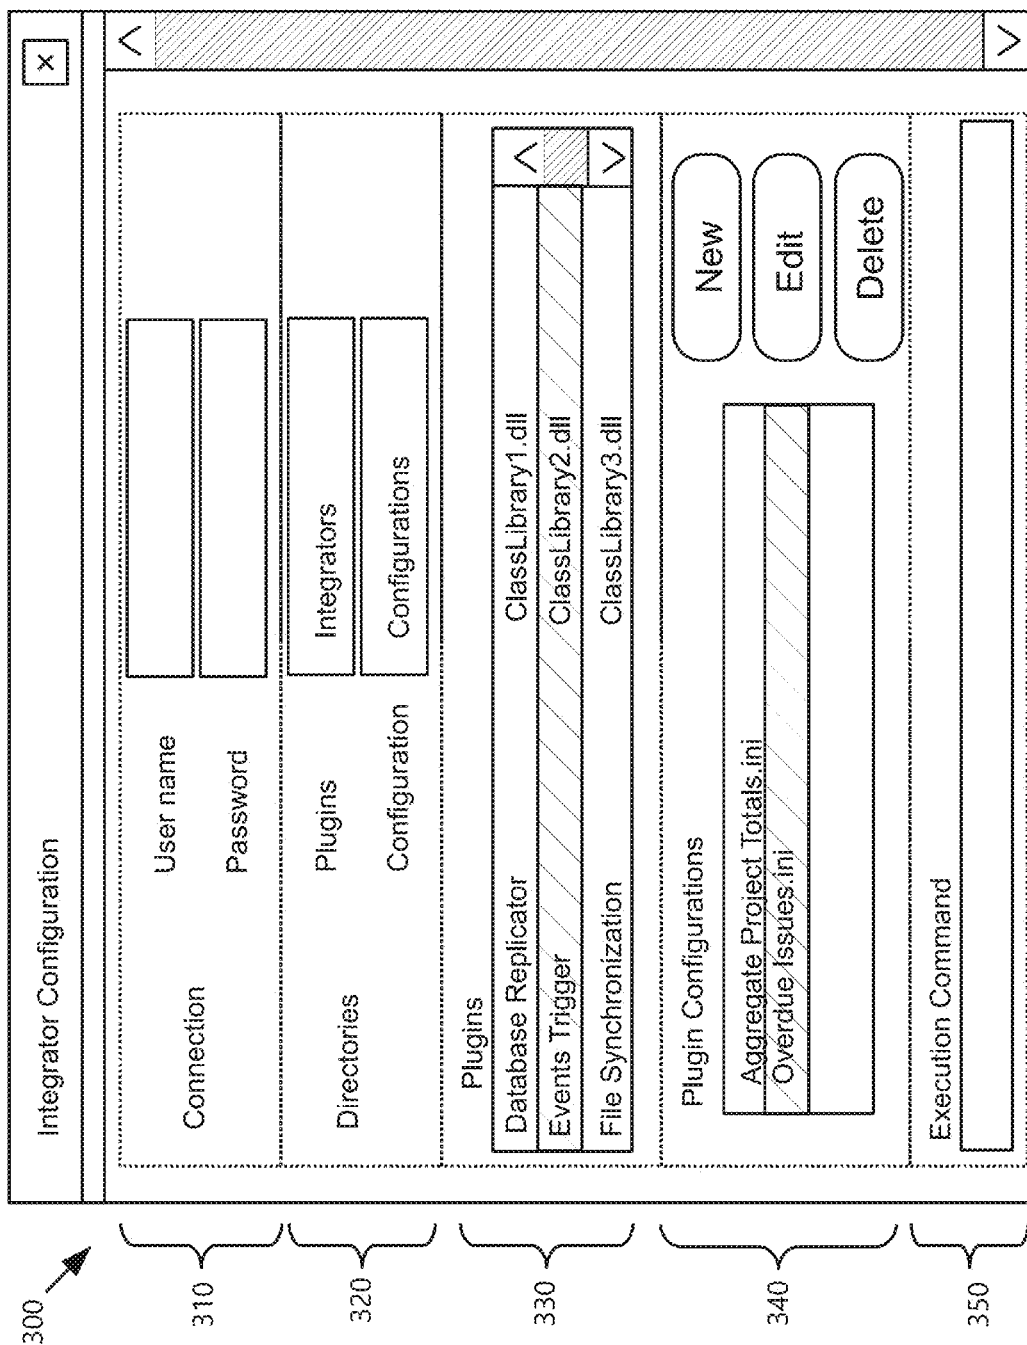 300
Integrator Configuration
×
310
Connection
User name
Password
320
Directories
Plugins
Integrators
Configuration
Configurations
330
Plugins
Database Replicator ClassLibrary1.dll
Events Trigger ClassLibrary2.dll
File Synchronization ClassLibrary3.dll
340
Plugin Configurations
Aggregate Project Totals.ini
Overdue Issues.ini
New
Edit
Delete
350
Execution Command